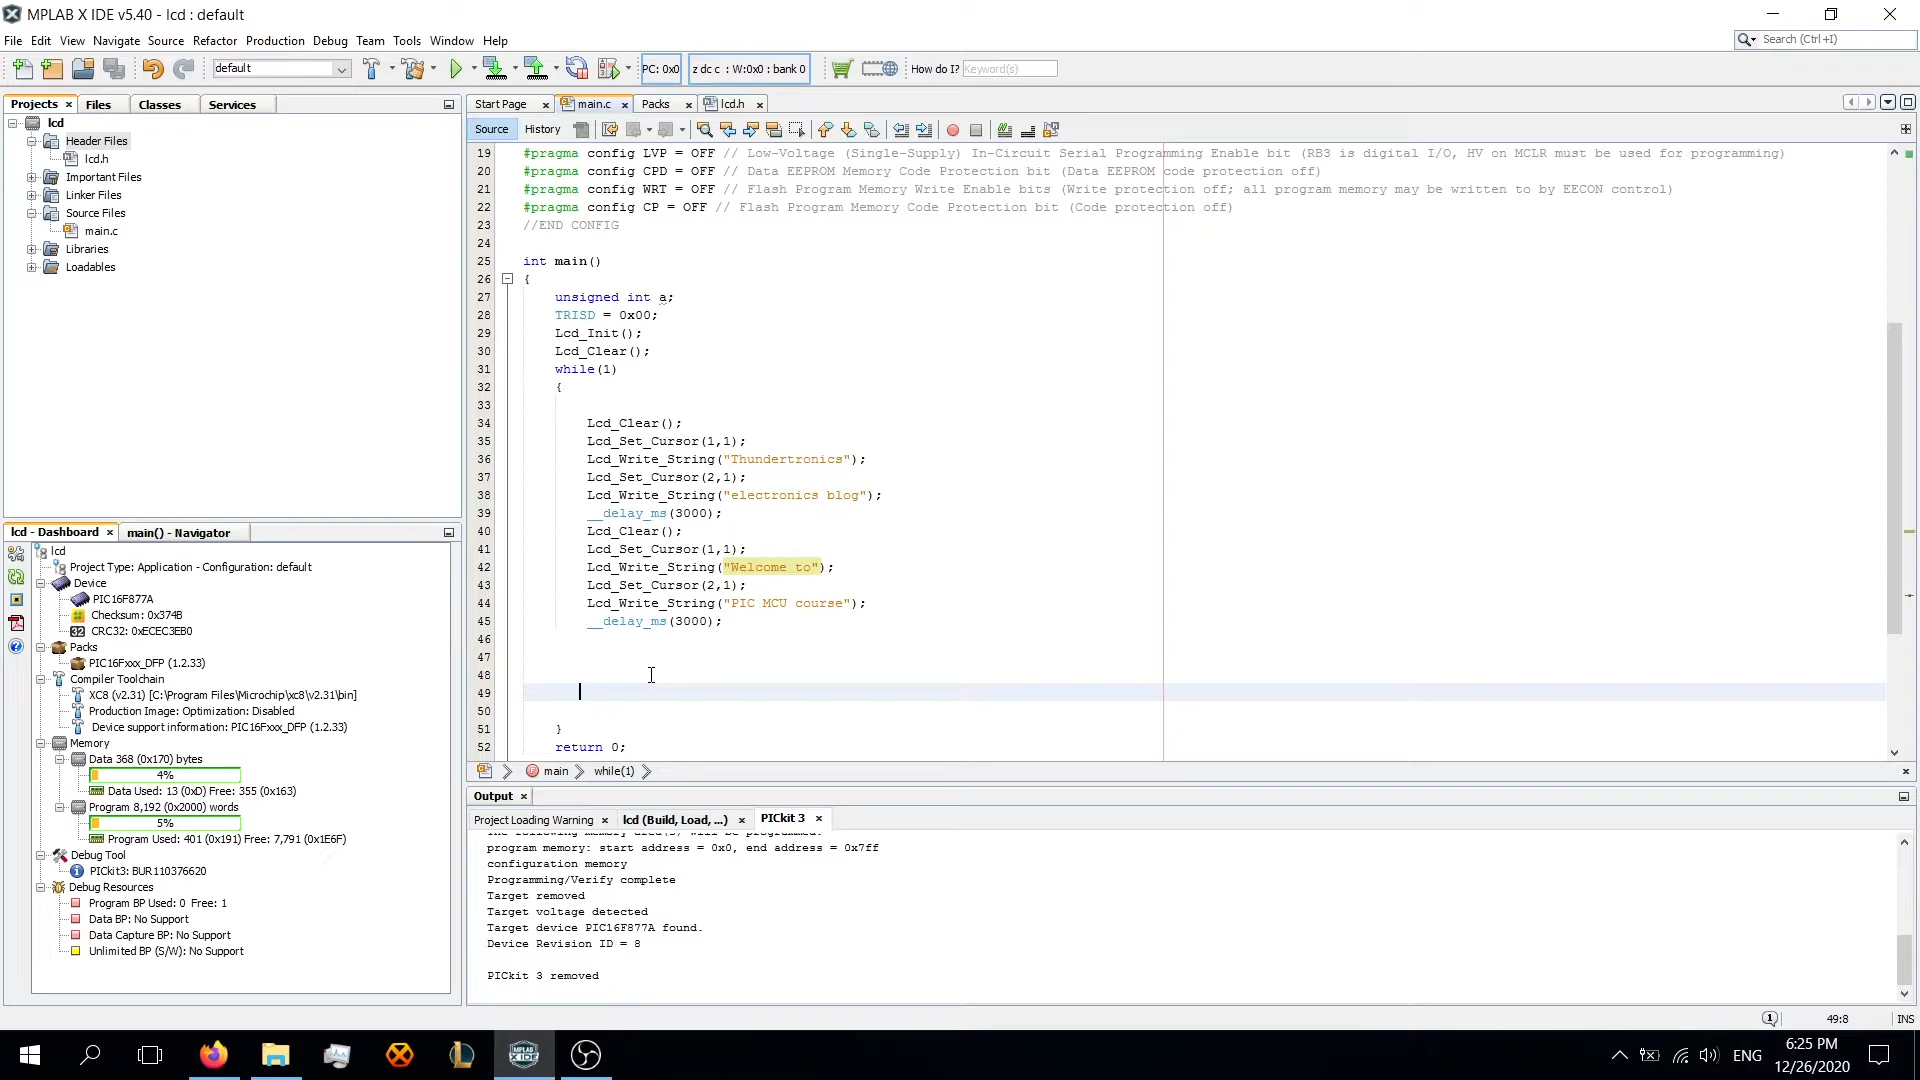 MPLAB X IDE v5.40 - lcd : default
File Edit View Navigate Source Refactor Production Debug Team Tools Window Help
Search (Ctrl+I)
default
PC: 0x0
z dc c : W:0x0 : bank 0
How do I? Keyword(s)
Projects Files Classes Services
lcd
Header Files
lcd.h
Important Files
Linker Files
Source Files
main.c
Libraries
Loadables
lcd - Dashboard main() - Navigator
lcd
Project Type: Application - Configuration: default
Device
PIC16F877A
Checksum: 0x374B
CRC32: 0xECEC3EB0
Packs
PIC16Fxxx_DFP (1.2.33)
Compiler Toolchain
XC8 (v2.31) [C:\Program Files\Microchip\xc8\v2.31\bin]
Production Image: Optimization: Disabled
Device support information: PIC16Fxxx_DFP (1.2.33)
Memory
Data 368 (0x170) bytes
4%
Data Used: 13 (0xD) Free: 355 (0x163)
Program 8,192 (0x2000) words
5%
Program Used: 401 (0x191) Free: 7,791 (0x1E6F)
Debug Tool
PICkit3: BUR110376620
Debug Resources
Program BP Used: 0 Free: 1
Data BP: No Support
Data Capture BP: No Support
Unlimited BP (S/W): No Support
Start Page main.c Packs lcd.h
Source History
19 #pragma config LVP = OFF // Low-Voltage (Single-Supply) In-Circuit Serial Programming Enable bit (RB3 is digital I/O, HV on MCLR must be used for programming)
20 #pragma config CPD = OFF // Data EEPROM Memory Code Protection bit (Data EEPROM code protection off)
21 #pragma config WRT = OFF // Flash Program Memory Write Enable bits (Write protection off; all program memory may be written to by EECON control)
22 #pragma config CP = OFF // Flash Program Memory Code Protection bit (Code protection off)
23 //END CONFIG
24
25 int main()
26 {
27 unsigned int a;
28 TRISD = 0x00;
29 Lcd_Init();
30 Lcd_Clear();
31 while(1)
32 {
33
34 Lcd_Clear();
35 Lcd_Set_Cursor(1,1);
36 Lcd_Write_String("Thundertronics");
37 Lcd_Set_Cursor(2,1);
38 Lcd_Write_String("electronics blog");
39 __delay_ms(3000);
40 Lcd_Clear();
41 Lcd_Set_Cursor(1,1);
42 Lcd_Write_String("Welcome to");
43 Lcd_Set_Cursor(2,1);
44 Lcd_Write_String("PIC MCU course");
45 __delay_ms(3000);
46
47
48
49
50
51 }
52 return 0;
main while(1)
Output
Project Loading Warning lcd (Build, Load, ...) PICkit 3
The following memory area(s) will be programmed:
program memory: start address = 0x0, end address = 0x7ff
configuration memory
Programming/Verify complete
Target removed
Target voltage detected
Target device PIC16F877A found.
Device Revision ID = 8
PICkit 3 removed
1 49:8 INS
ENG
6:25 PM
12/26/2020